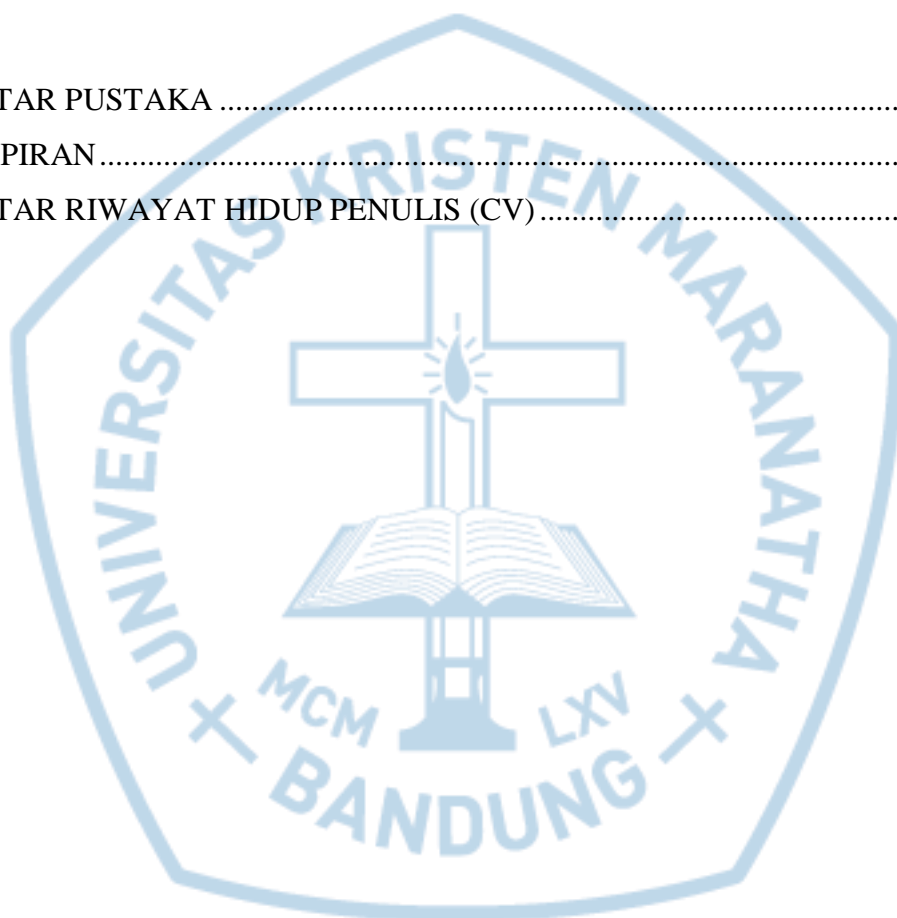 TAR PUSTAKA ....................................................................................
PIRAN....................................................................................................
TAR RIWAYAT HIDUP PENULIS (CV).............................................
UNIVERSITAS KRISTEN MARANATHA
MCM LXV
BANDUNG